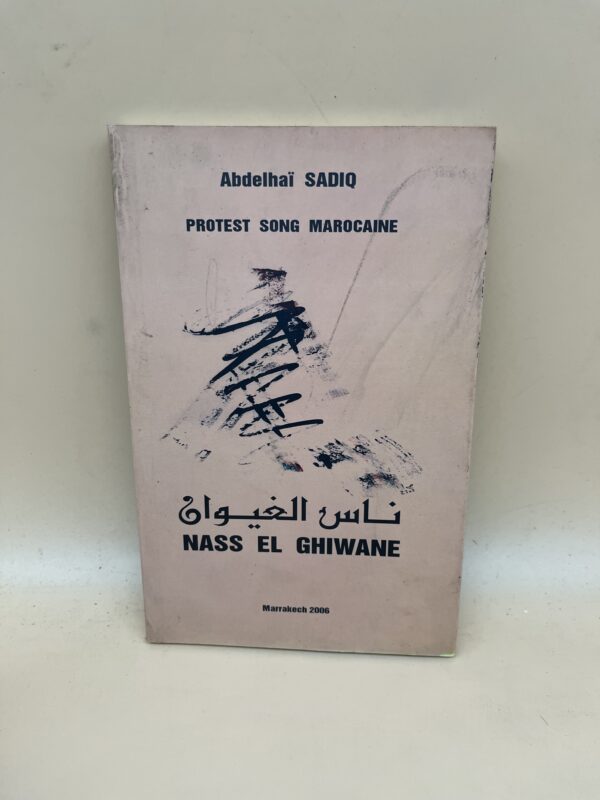 Abdelhaï SADIQ
PROTEST SONG MAROCAINE
ناس الغيوان
NASS EL GHIWANE
Marrakech 2006